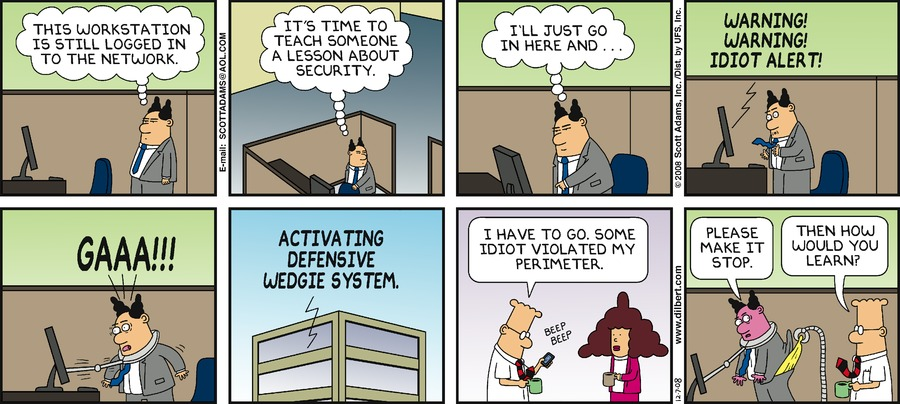 THIS WORKSTATION
IS STILL LOGGED IN
TO THE NETWORK.
E-mail: SCOTTADAMS@AOL.COM
IT'S TIME TO
TEACH SOMEONE
A LESSON ABOUT
SECURITY.
I'LL JUST GO
IN HERE AND . . .
© 2008 Scott Adams, Inc. /Dist. by UFS, Inc.
WARNING!
WARNING!
IDIOT ALERT!
GAAA!!!
ACTIVATING
DEFENSIVE
WEDGIE SYSTEM.
I HAVE TO GO. SOME
IDIOT VIOLATED MY
PERIMETER.
BEEP
BEEP
www.dilbert.com
12-7-08
PLEASE
MAKE IT
STOP.
THEN HOW
WOULD YOU
LEARN?